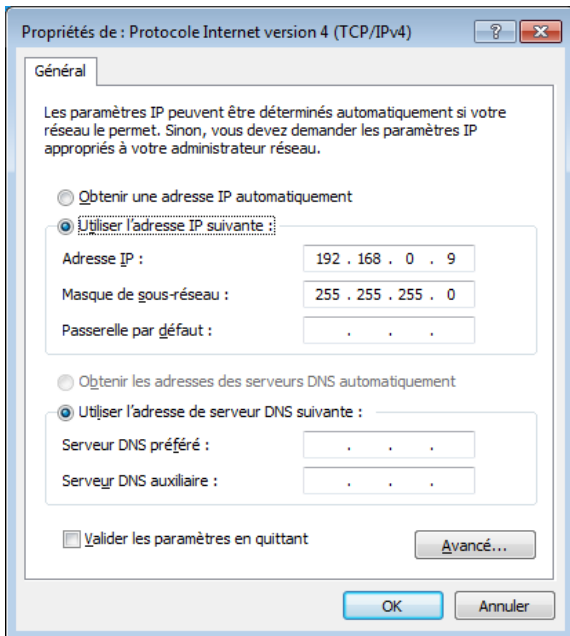 Propriétés de : Protocole Internet version 4 (TCP/IPv4)
Général
Les paramètres IP peuvent être déterminés automatiquement si votre
réseau le permet. Sinon, vous devez demander les paramètres IP
appropriés à votre administrateur réseau.
Obtenir une adresse IP automatiquement
Utiliser l'adresse IP suivante :
Adresse IP : 192 . 168 . 0 . 9
Masque de sous-réseau : 255 . 255 . 255 . 0
Passerelle par défaut : . . .
Obtenir les adresses des serveurs DNS automatiquement
Utiliser l'adresse de serveur DNS suivante :
Serveur DNS préféré : . . .
Serveur DNS auxiliaire : . . .
Valider les paramètres en quittant
Avancé...
OK Annuler